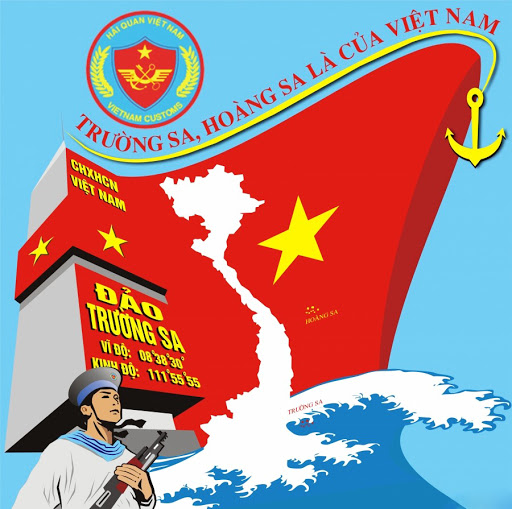 HẢI QUAN VIỆT NAM
VIETNAM CUSTOMS
TRƯỜNG SA, HOÀNG SA LÀ CỦA VIỆT NAM
CHXHCN
VIỆT NAM
ĐẢO
TRƯỜNG SA
VĨ ĐỘ: 08°38'30"
KINH ĐỘ: 111°55'55
HOÀNG SA
TRƯỜNG SA